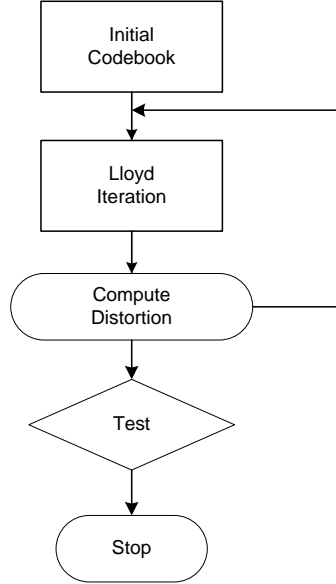 Initial
Codebook
Lloyd
Iteration
Compute
Distortion
Test
Stop